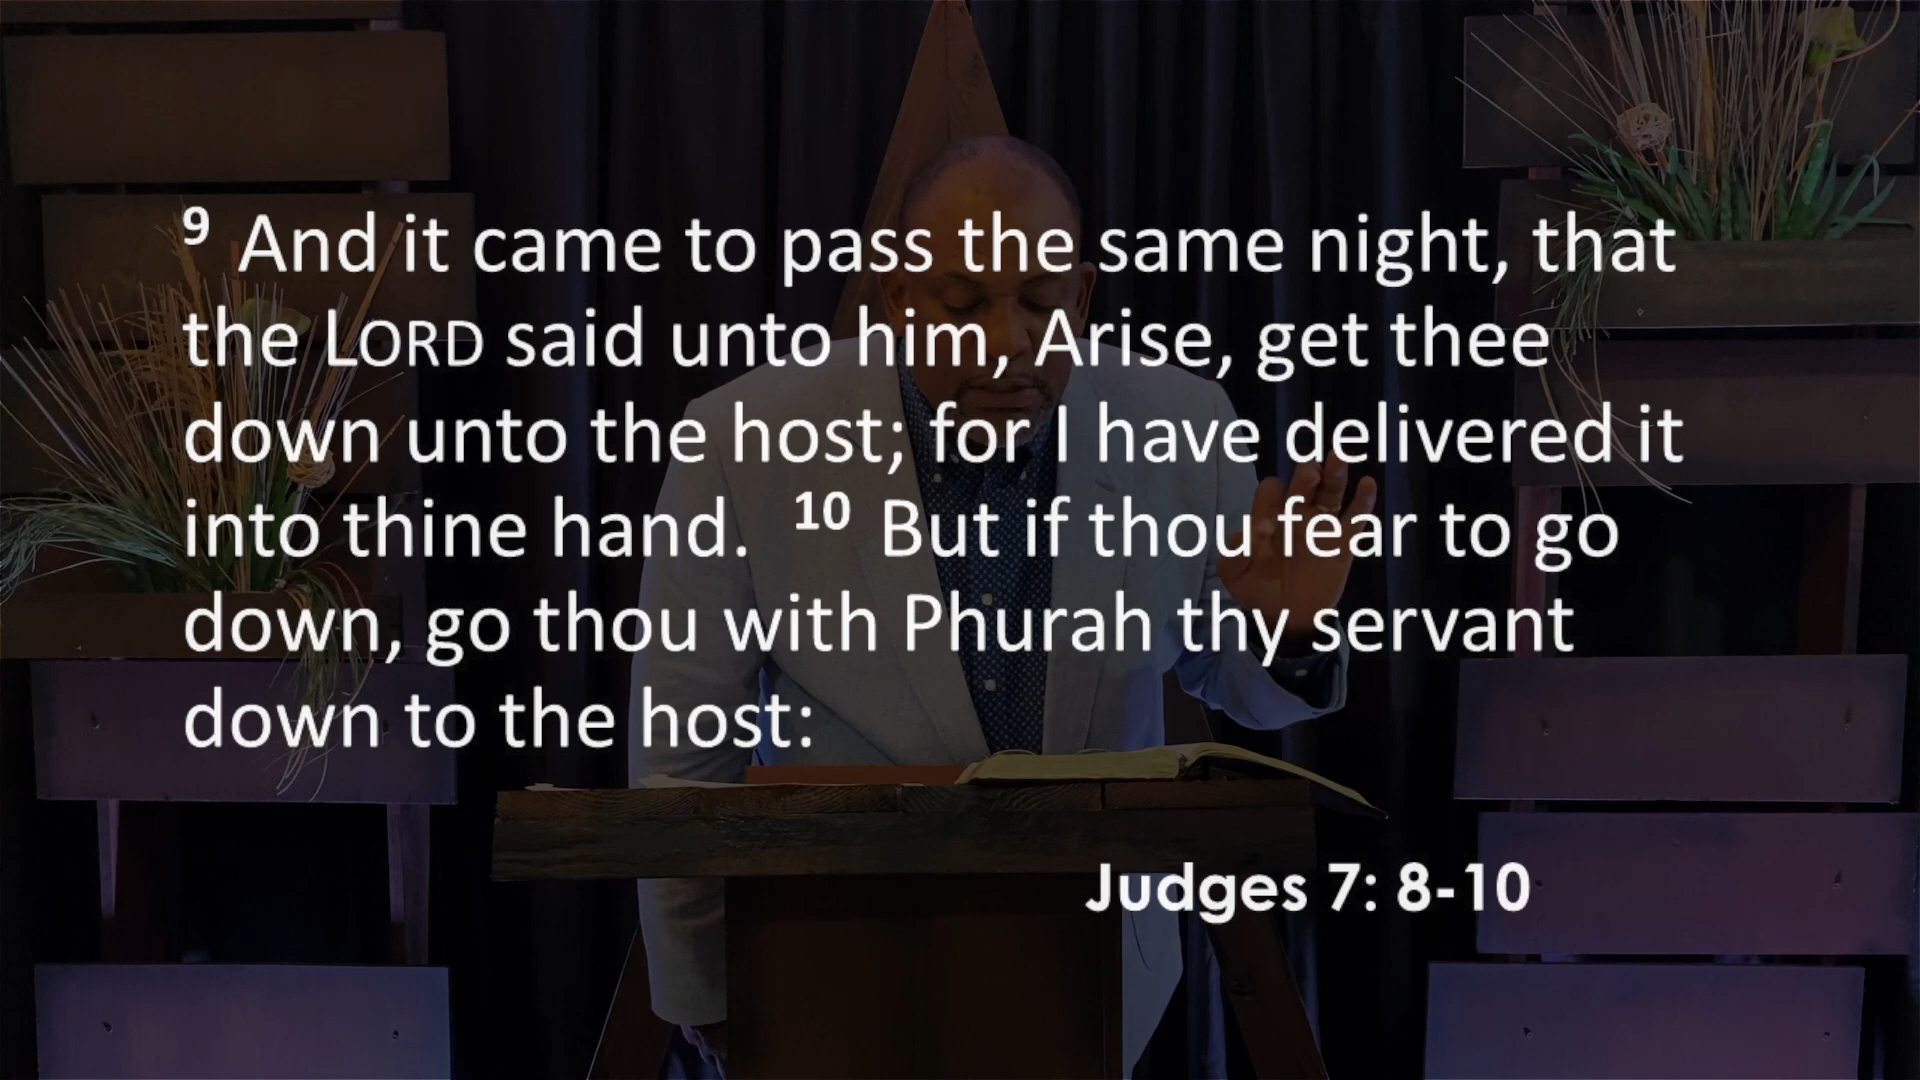 9 And it came to pass the same night, that
the LORD said unto him, Arise, get thee
down unto the host; for I have delivered it
into thine hand. 10 But if thou fear to go
down, go thou with Phurah thy servant
down to the host:
Judges 7: 8-10